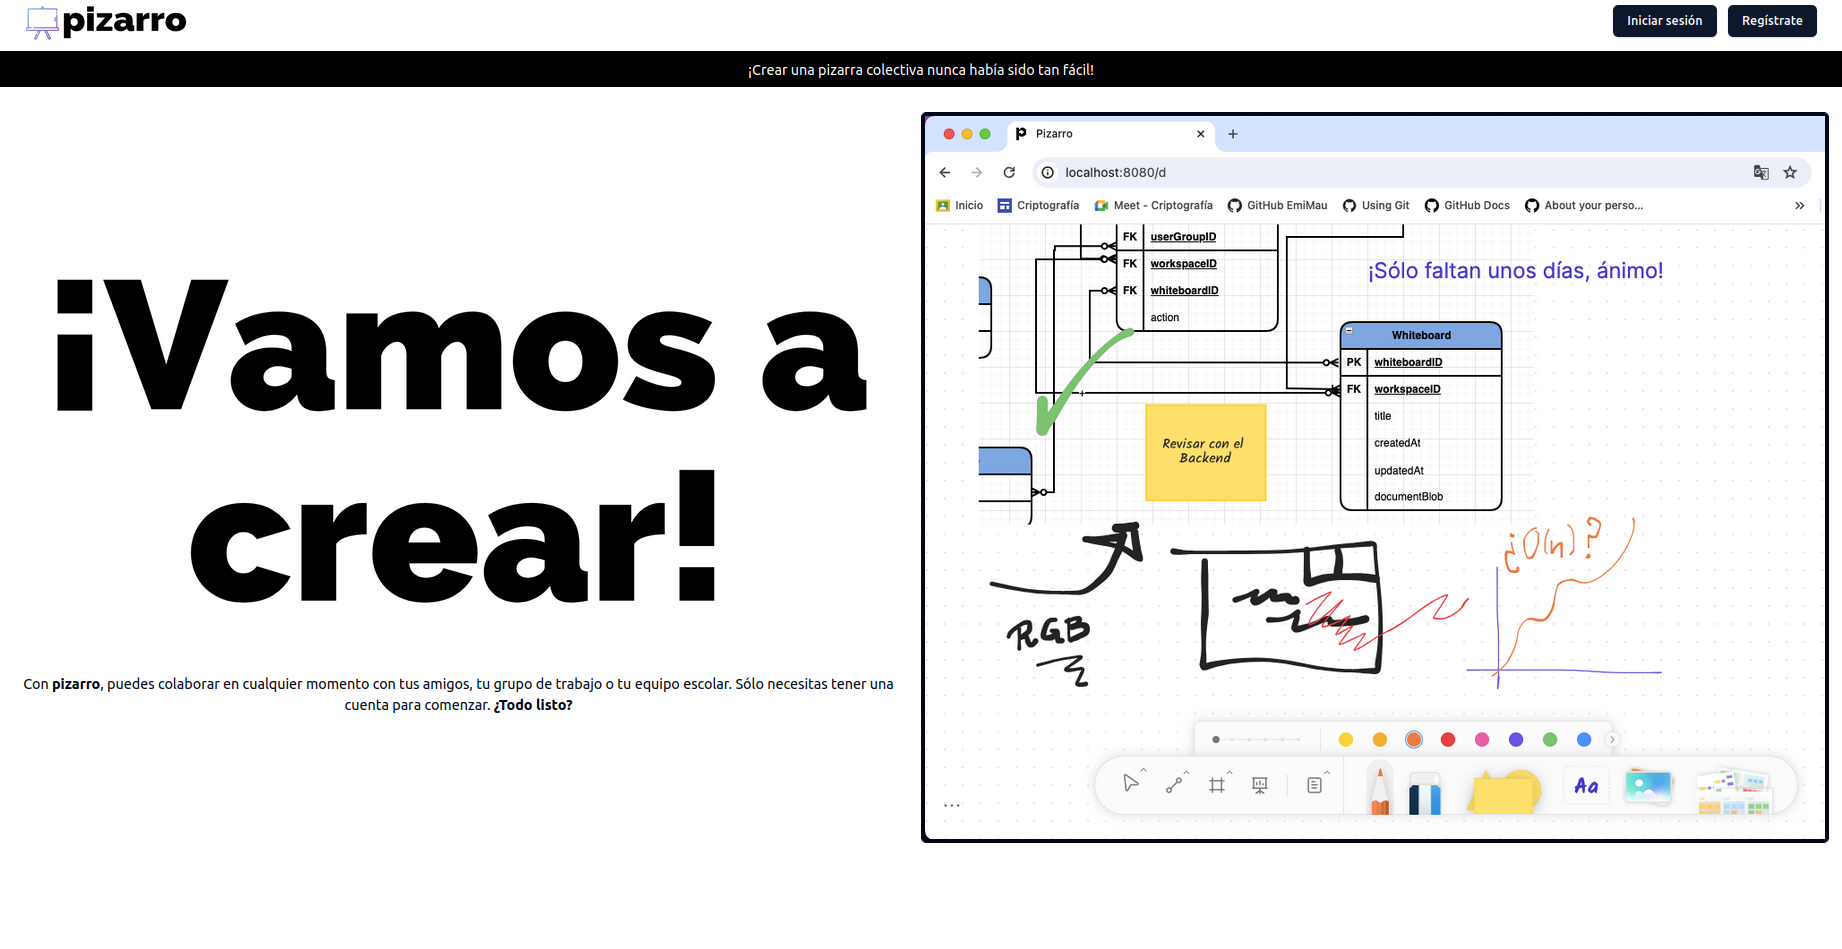 pizarro
Iniciar sesión
Regístrate
¡Crear una pizarra colectiva nunca había sido tan fácil!
¡Vamos a
crear!
Con pizarro, puedes colaborar en cualquier momento con tus amigos, tu grupo de trabajo o tu equipo escolar. Sólo necesitas tener una
cuenta para comenzar. ¿Todo listo?
Pizarro
localhost:8080/d
Inicio
Criptografía
Meet - Criptografía
GitHub EmiMau
Using Git
GitHub Docs
About your perso...
FK userGroupID
FK workspaceID
FK whiteboardID
action
¡Sólo faltan unos días, ánimo!
Whiteboard
PK whiteboardID
FK workspaceID
title
createdAt
updatedAt
documentBlob
Revisar con el
Backend
¿O(n)?
RGB
Aa